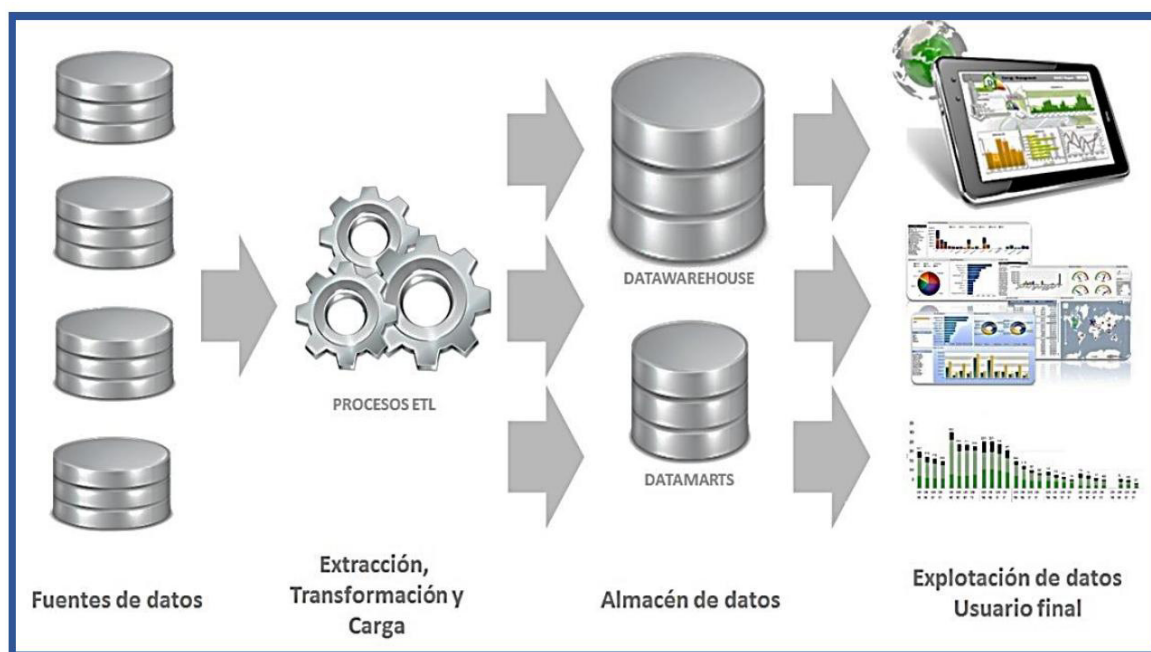 DATAWAREHOUSE
PROCESOS ETL
DATAMARTS
Fuentes de datos
Extracción,
Transformación y
Carga
Almacén de datos
Explotación de datos
Usuario final